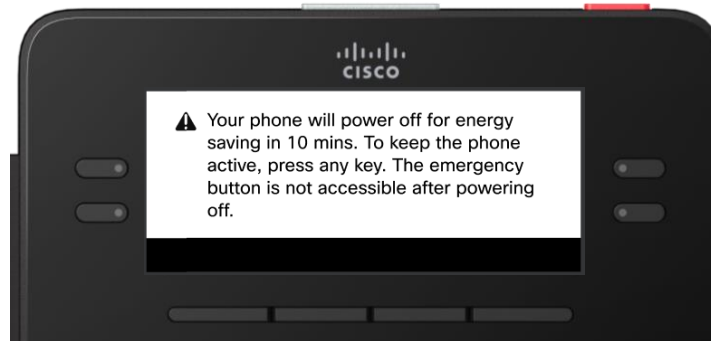 CISCO
Your phone will power off for energy
saving in 10 mins. To keep the phone
active, press any key. The emergency
button is not accessible after powering
off.